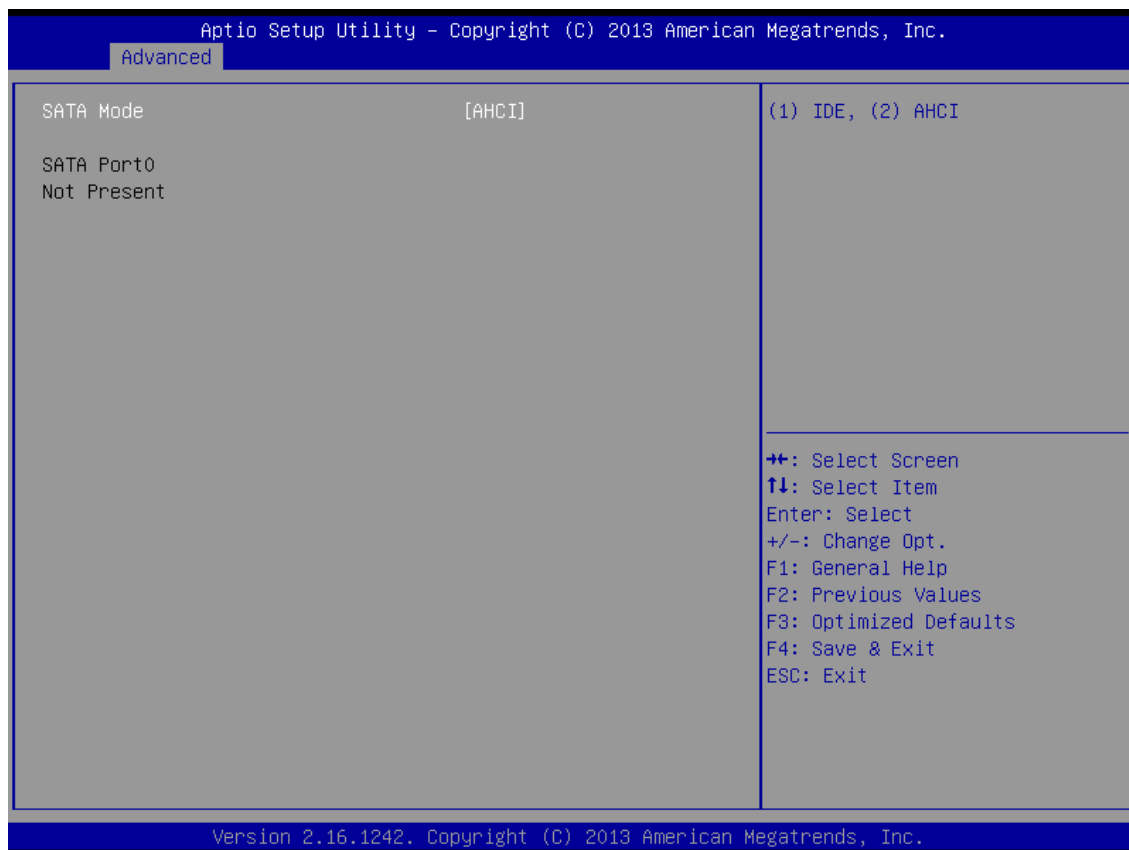 Aptio Setup Utility – Copyright (C) 2013 American Megatrends, Inc.
Advanced
SATA Mode [AHCI]
SATA Port0
Not Present
(1) IDE, (2) AHCI
→←: Select Screen
↑↓: Select Item
Enter: Select
+/-: Change Opt.
F1: General Help
F2: Previous Values
F3: Optimized Defaults
F4: Save & Exit
ESC: Exit
Version 2.16.1242. Copyright (C) 2013 American Megatrends, Inc.